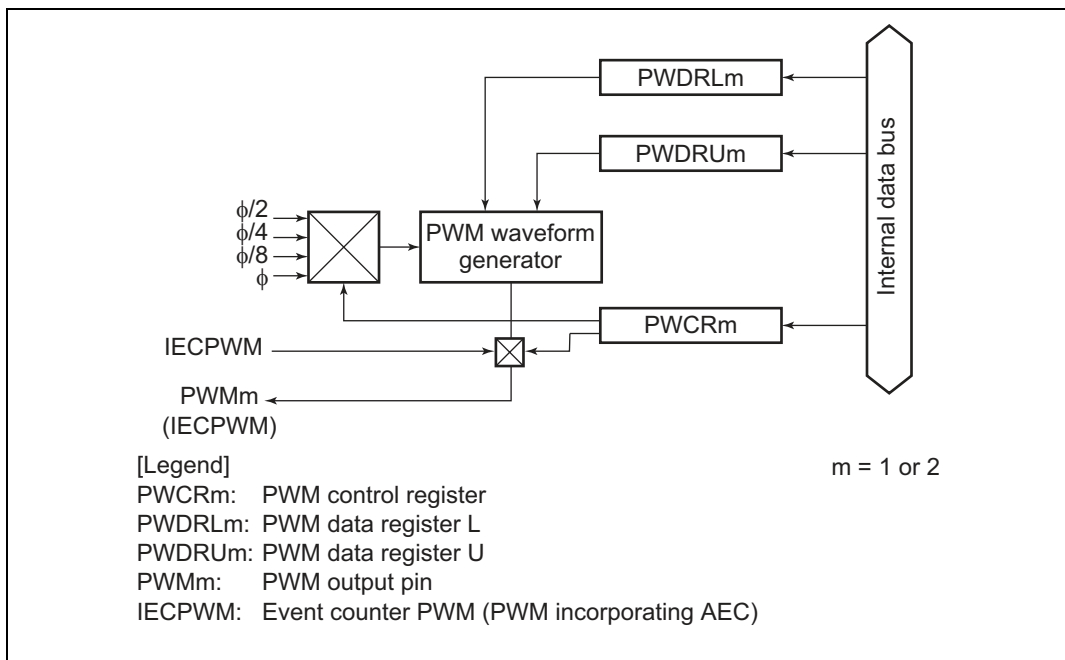 PWDRLm
PWDRUm
Internal data bus
ϕ/2
ϕ/4
ϕ/8
ϕ
PWM waveform
generator
PWCRm
IECPWM
PWMm
(IECPWM)
[Legend]
m = 1 or 2
PWCRm: PWM control register
PWDRLm: PWM data register L
PWDRUm: PWM data register U
PWMm: PWM output pin
IECPWM: Event counter PWM (PWM incorporating AEC)